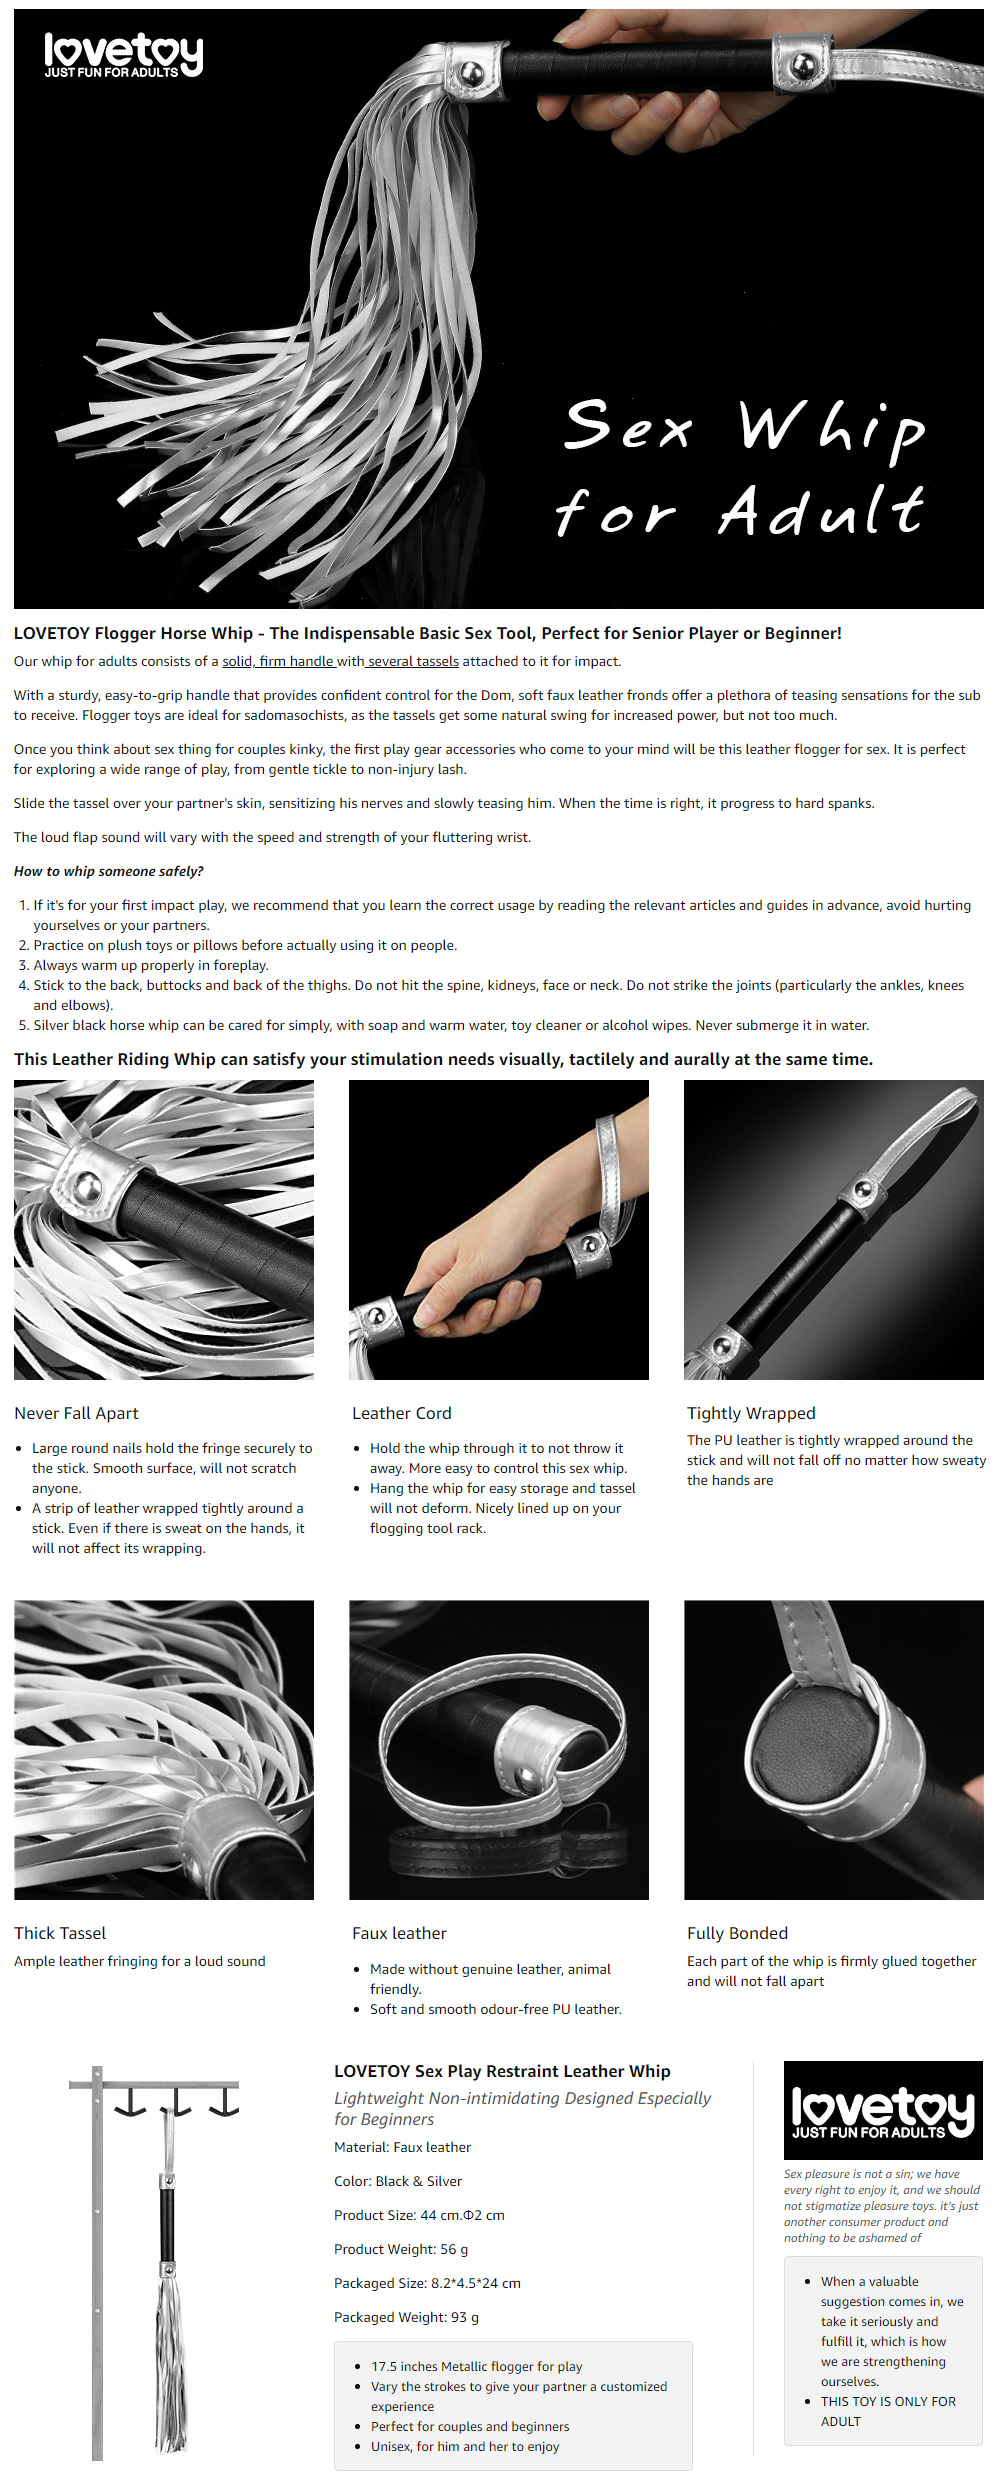 lovetoy
JUST FUN FOR ADULTS
Sex Whip
for Adult
LOVETOY Flogger Horse Whip - The Indispensable Basic Sex Tool, Perfect for Senior Player or Beginner!
Our whip for adults consists of a solid, firm handle with several tassels attached to it for impact.
With a sturdy, easy-to-grip handle that provides confident control for the Dom, soft faux leather fronds offer a plethora of teasing sensations for the sub
to receive. Flogger toys are ideal for sadomasochists, as the tassels get some natural swing for increased power, but not too much.
Once you think about sex thing for couples kinky, the first play gear accessories who come to your mind will be this leather flogger for sex. It is perfect
for exploring a wide range of play, from gentle tickle to non-injury lash.
Slide the tassel over your partner's skin, sensitizing his nerves and slowly teasing him. When the time is right, it progress to hard spanks.
The loud flap sound will vary with the speed and strength of your fluttering wrist.
How to whip someone safely?
1. If it's for your first impact play, we recommend that you learn the correct usage by reading the relevant articles and guides in advance, avoid hurting
yourselves or your partners.
2. Practice on plush toys or pillows before actually using it on people.
3. Always warm up properly in foreplay.
4. Stick to the back, buttocks and back of the thighs. Do not hit the spine, kidneys, face or neck. Do not strike the joints (particularly the ankles, knees
and elbows).
5. Silver black horse whip can be cared for simply, with soap and warm water, toy cleaner or alcohol wipes. Never submerge it in water.
This Leather Riding Whip can satisfy your stimulation needs visually, tactilely and aurally at the same time.
Never Fall Apart
• Large round nails hold the fringe securely to
the stick. Smooth surface, will not scratch
anyone.
• A strip of leather wrapped tightly around a
stick. Even if there is sweat on the hands, it
will not affect its wrapping.
Leather Cord
• Hold the whip through it to not throw it
away. More easy to control this sex whip.
• Hang the whip for easy storage and tassel
will not deform. Nicely lined up on your
flogging tool rack.
Tightly Wrapped
The PU leather is tightly wrapped around the
stick and will not fall off no matter how sweaty
the hands are
Thick Tassel
Ample leather fringing for a loud sound
Faux leather
• Made without genuine leather, animal
friendly.
• Soft and smooth odour-free PU leather.
Fully Bonded
Each part of the whip is firmly glued together
and will not fall apart
LOVETOY Sex Play Restraint Leather Whip
Lightweight Non-intimidating Designed Especially
for Beginners
Material: Faux leather
Color: Black & Silver
Product Size: 44 cm.Φ2 cm
Product Weight: 56 g
Packaged Size: 8.2*4.5*24 cm
Packaged Weight: 93 g
• 17.5 inches Metallic flogger for play
• Vary the strokes to give your partner a customized
experience
• Perfect for couples and beginners
• Unisex, for him and her to enjoy
lovetoy
JUST FUN FOR ADULTS
Sex pleasure is not a sin; we have
every right to enjoy it, and we should
not stigmatize pleasure toys. it's just
another consumer product and
nothing to be ashamed of
• When a valuable
suggestion comes in, we
take it seriously and
fulfill it, which is how
we are strengthening
ourselves.
• THIS TOY IS ONLY FOR
ADULT